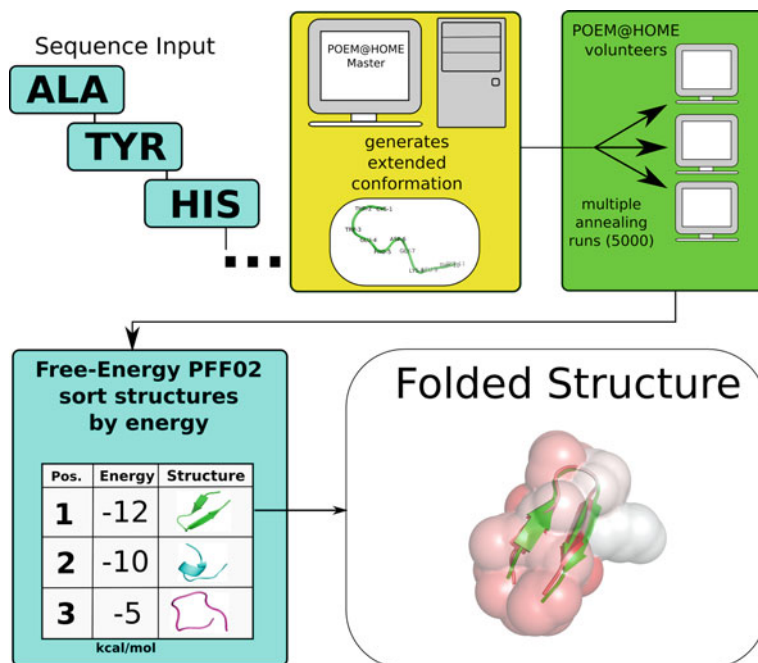 Sequence Input
ALA
TYR
HIS
POEM@HOME
Master
generates
extended
conformation
POEM@HOME
volunteers
multiple
annealing
runs (5000)
Free-Energy PFF02
sort structures
by energy
Pos. Energy Structure
1 -12
2 -10
3 -5
kcal/mol
Folded Structure